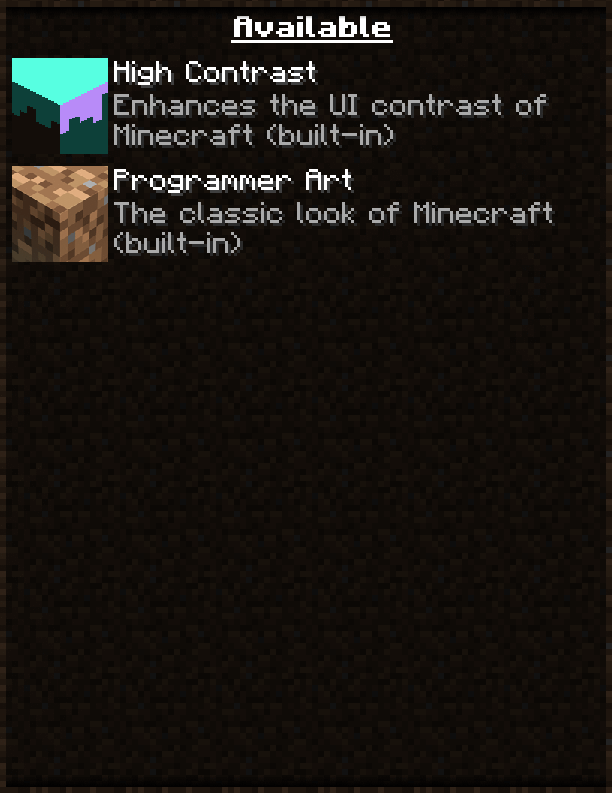 Available
High Contrast
Enhances the UI contrast of
Minecraft (built-in)
Programmer Art
The classic look of Minecraft
(built-in)